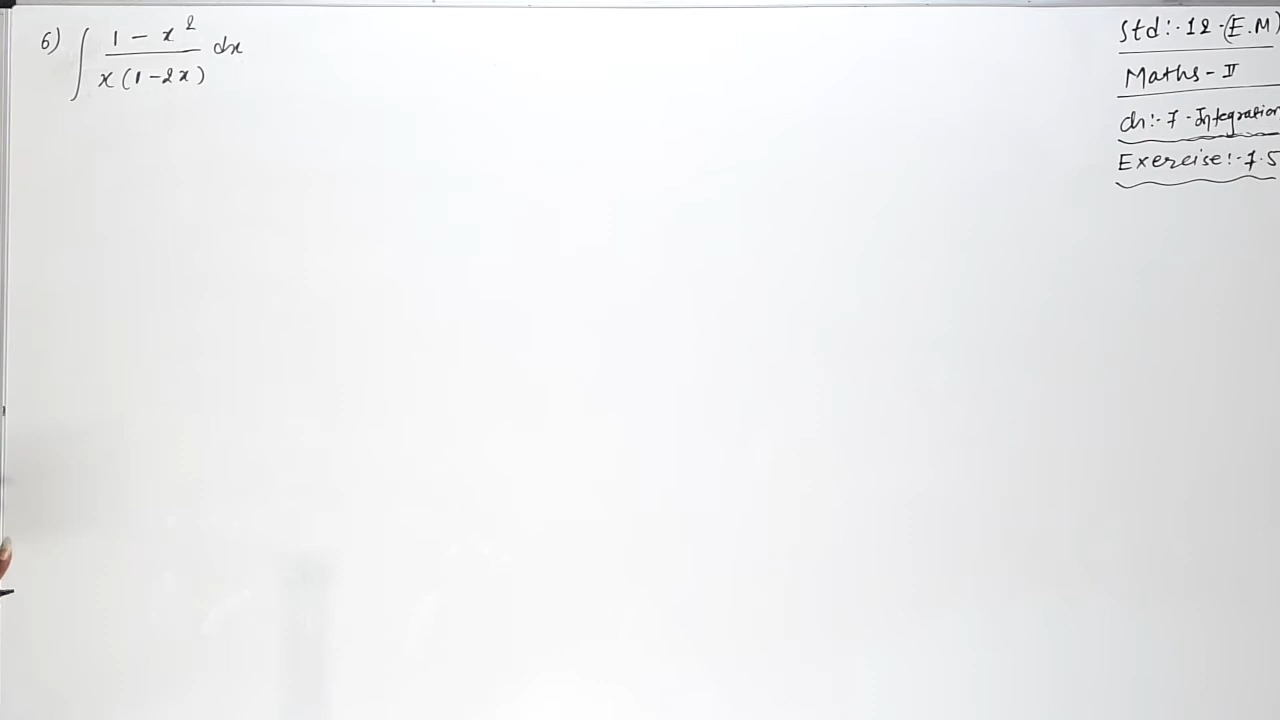 6) ∫ (1 - x²) / (x(1-2x)) dx
Std:- 12 - (E.M)
Maths - II
Ch:- 7 - Integration
Exercise:- 7.5